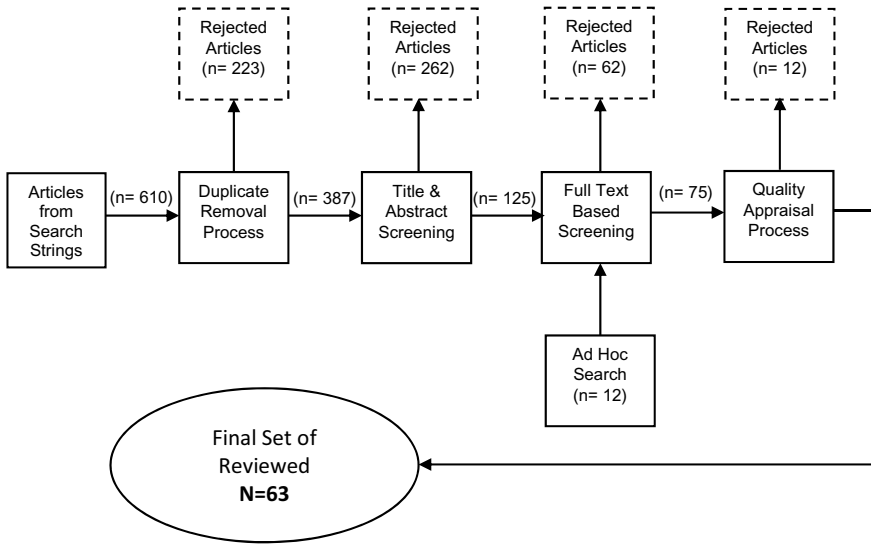 Rejected
Articles
(n= 223)
Rejected
Articles
(n= 262)
Rejected
Articles
(n= 62)
Rejected
Articles
(n= 12)
Articles
from
Search
Strings
(n= 610)
Duplicate
Removal
Process
(n= 387)
Title &
Abstract
Screening
(n= 125)
Full Text
Based
Screening
(n= 75)
Quality
Appraisal
Process
Ad Hoc
Search
(n= 12)
Final Set of
Reviewed
N=63